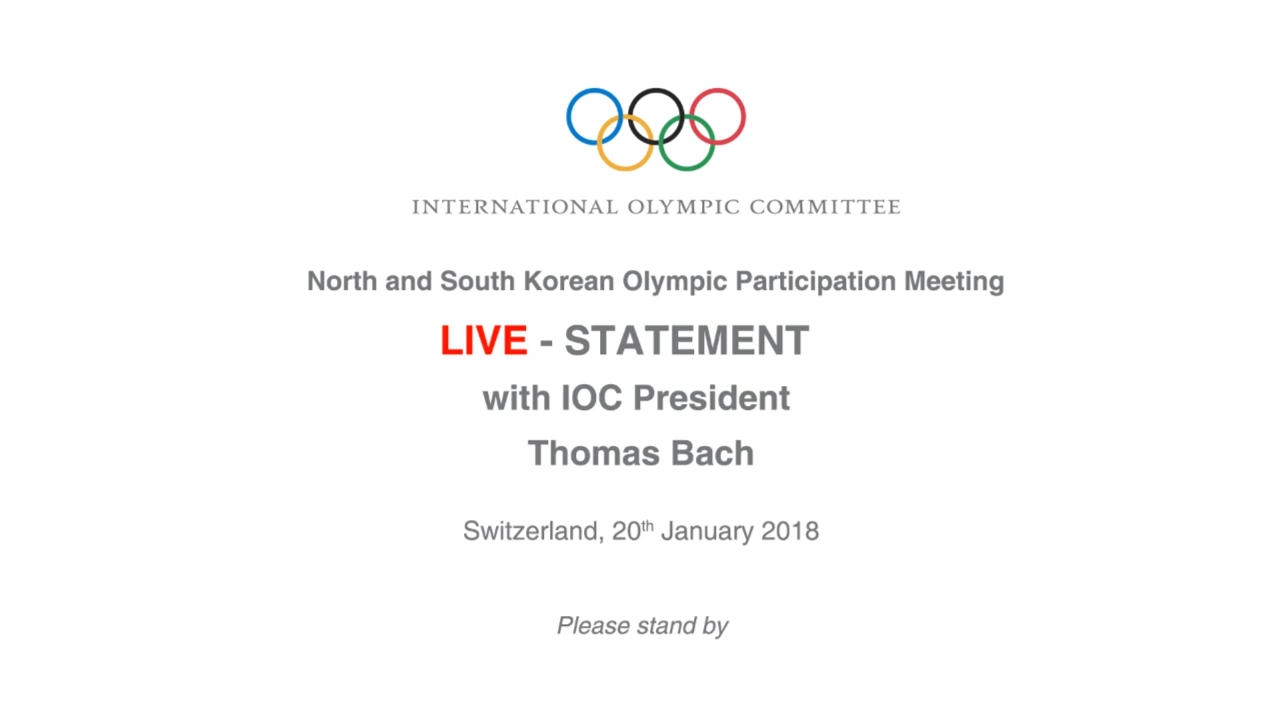 INTERNATIONAL OLYMPIC COMMITTEE
North and South Korean Olympic Participation Meeting
LIVE - STATEMENT
with IOC President
Thomas Bach
Switzerland, 20th January 2018
Please stand by